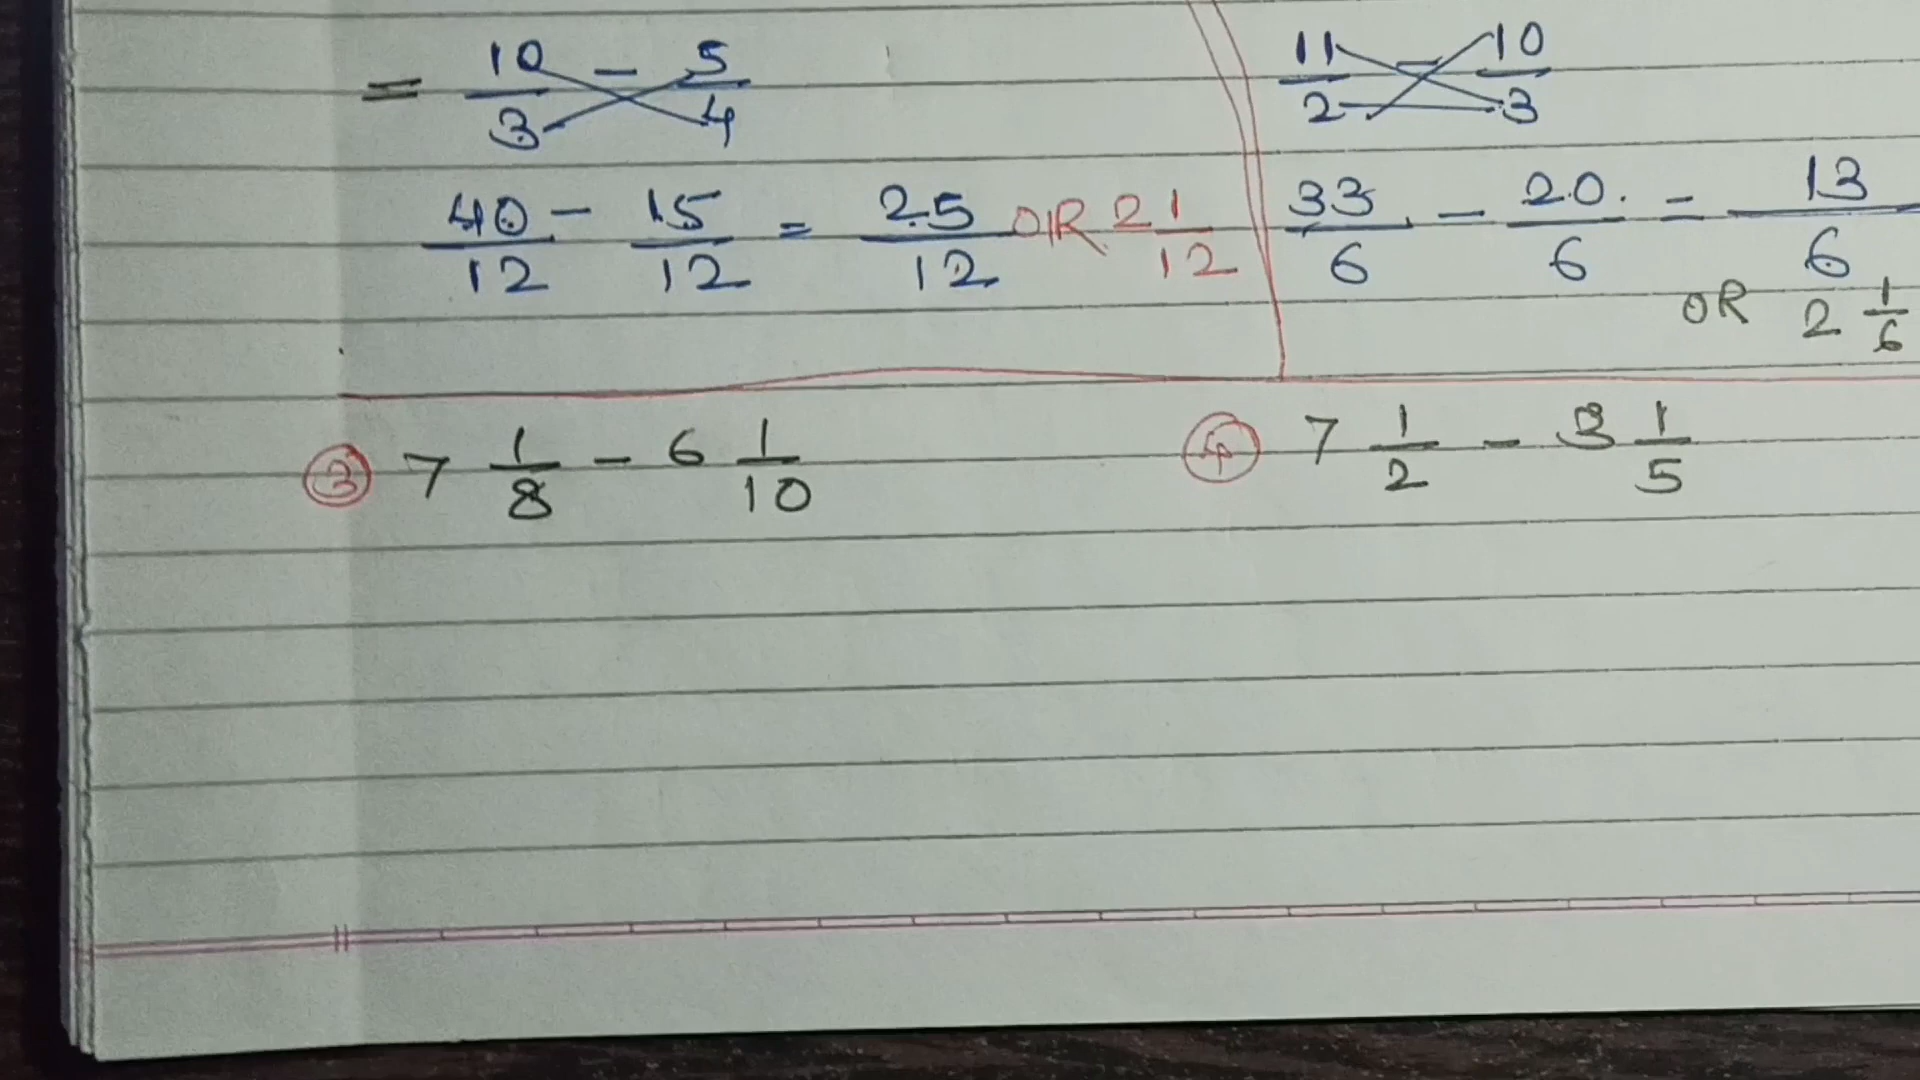 = 10/3 - 5/4
40/12 - 15/12 = 25/12 OR 2 1/12
11/2 - 10/3
33/6 - 20/6 = 13/6
OR 2 1/6
3 7 1/8 - 6 1/10
4 7 1/2 - 3 1/5